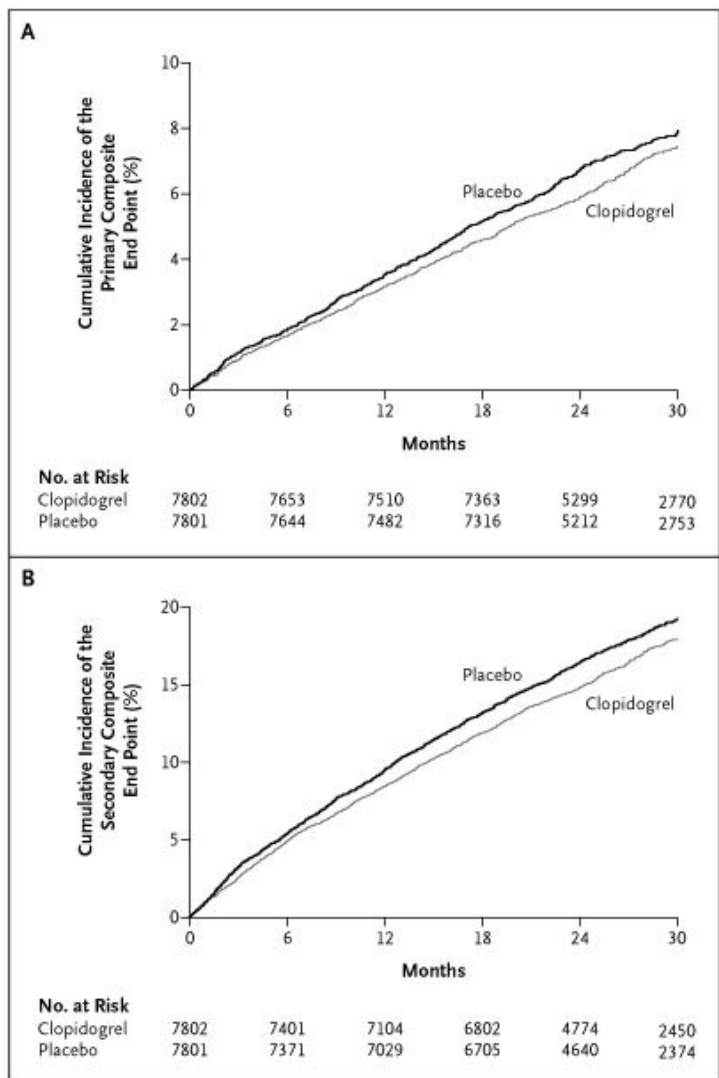 A
Cumulative Incidence of the
Primary Composite
End Point (%)
10
8
6
4
2
0
Placebo
Clopidogrel
0 6 12 18 24 30
Months
No. at Risk
Clopidogrel 7802 7653 7510 7363 5299 2770
Placebo 7801 7644 7482 7316 5212 2753
B
Cumulative Incidence of the
Secondary Composite
End Point (%)
20
15
10
5
0
Placebo
Clopidogrel
0 6 12 18 24 30
Months
No. at Risk
Clopidogrel 7802 7401 7104 6802 4774 2450
Placebo 7801 7371 7029 6705 4640 2374